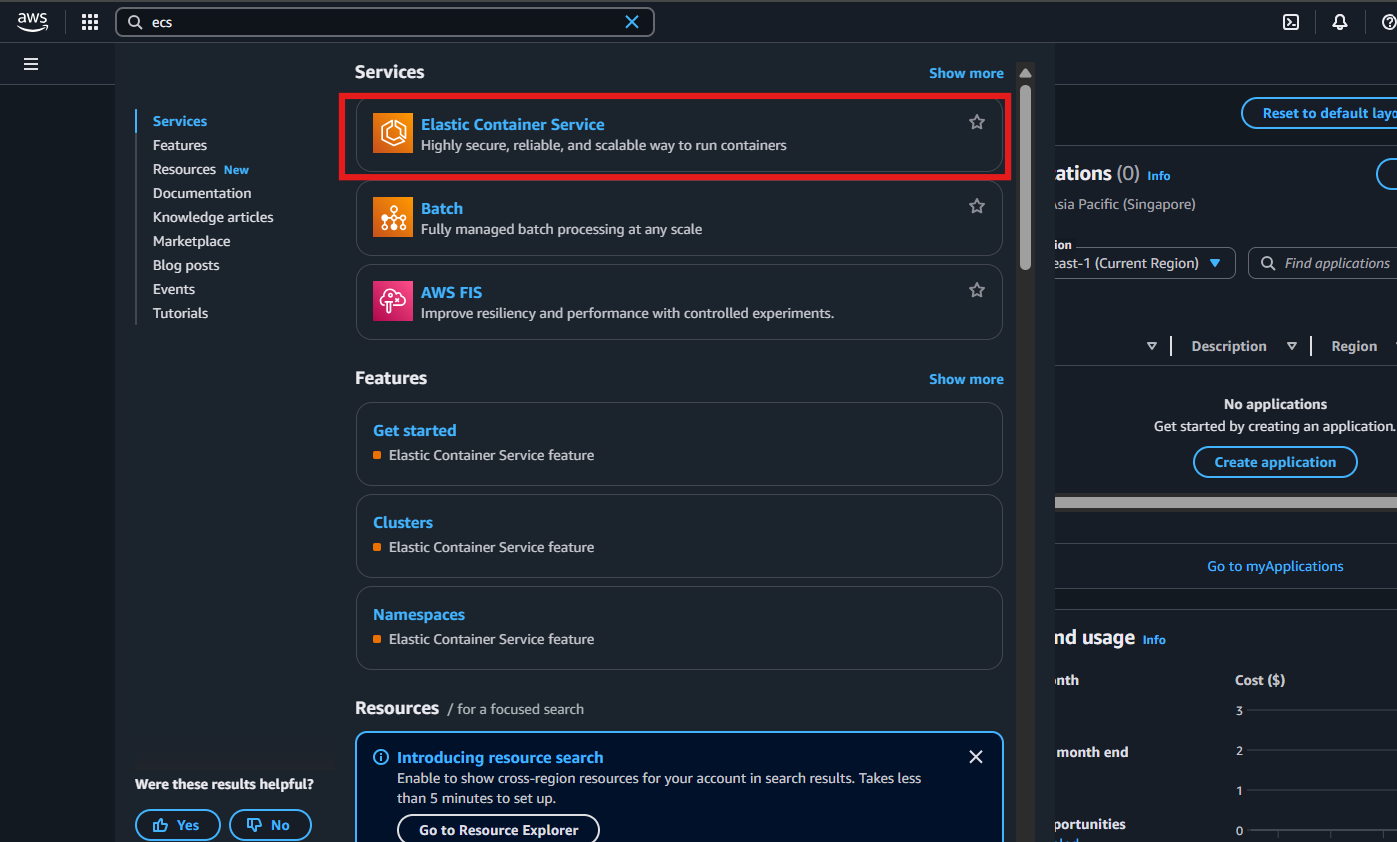 aws
ecs
Services
Show more
Services
Features
Resources New
Documentation
Knowledge articles
Marketplace
Blog posts
Events
Tutorials
Elastic Container Service
Highly secure, reliable, and scalable way to run containers
Batch
Fully managed batch processing at any scale
AWS FIS
Improve resiliency and performance with controlled experiments.
Features
Show more
Get started
Elastic Container Service feature
Clusters
Elastic Container Service feature
Namespaces
Elastic Container Service feature
Resources / for a focused search
Introducing resource search
Enable to show cross-region resources for your account in search results. Takes less
than 5 minutes to set up.
Go to Resource Explorer
Were these results helpful?
Yes
No
Reset to default layo
ations (0) Info
Asia Pacific (Singapore)
ion
east-1 (Current Region)
Find applications
Description
Region
No applications
Get started by creating an application.
Create application
Go to myApplications
nd usage Info
onth
Cost ($)
3
month end
2
1
portunities
0